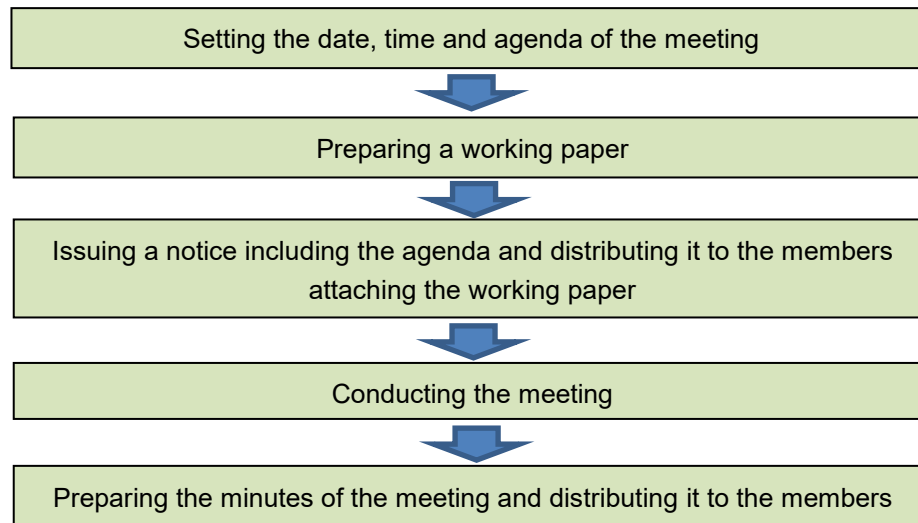 Setting the date, time and agenda of the meeting
Preparing a working paper
Issuing a notice including the agenda and distributing it to the members
attaching the working paper
Conducting the meeting
Preparing the minutes of the meeting and distributing it to the members